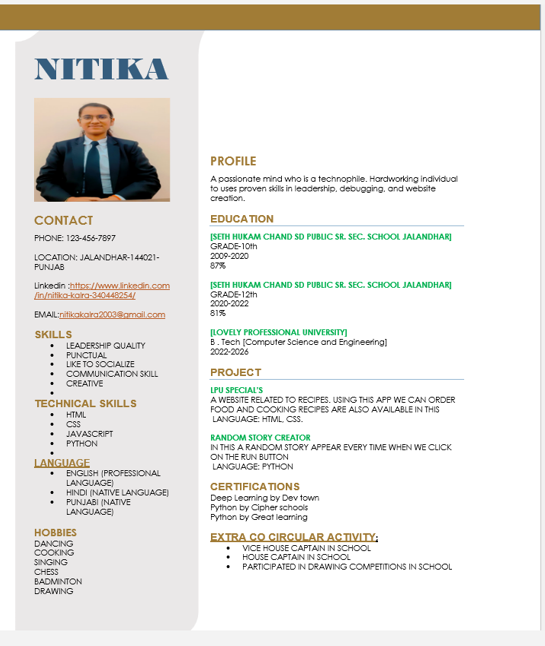 NITIKA
CONTACT
PHONE: 123-456-7897
LOCATION: JALANDHAR-144021-
PUNJAB
Linkedin :https://www.linkedin.com
/in/nitika-kalra-340448254/
EMAIL:nitikakalra2003@gmail.com
SKILLS
• LEADERSHIP QUALITY
• PUNCTUAL
• LIKE TO SOCIALIZE
• COMMUNICATION SKILL
• CREATIVE
•
TECHNICAL SKILLS
• HTML
• CSS
• JAVASCRIPT
• PYTHON
•
LANGUAGE
• ENGLISH (PROFESSIONAL
LANGUAGE)
• HINDI (NATIVE LANGUAGE)
• PUNJABI (NATIVE
LANGUAGE)
HOBBIES
DANCING
COOKING
SINGING
CHESS
BADMINTON
DRAWING
PROFILE
A passionate mind who is a technophile. Hardworking individual
to uses proven skills in leadership, debugging, and website
creation.
EDUCATION
[SETH HUKAM CHAND SD PUBLIC SR. SEC. SCHOOL JALANDHAR]
GRADE-10th
2009-2020
87%
[SETH HUKAM CHAND SD PUBLIC SR. SEC. SCHOOL JALANDHAR]
GRADE-12th
2020-2022
81%
[LOVELY PROFESSIONAL UNIVERSITY]
B . Tech [Computer Science and Engineering]
2022-2026
PROJECT
LPU SPECIAL'S
A WEBSITE RELATED TO RECIPES. USING THIS APP WE CAN ORDER
FOOD AND COOKING RECIPES ARE ALSO AVAILABLE IN THIS
LANGUAGE: HTML, CSS.
RANDOM STORY CREATOR
IN THIS A RANDOM STORY APPEAR EVERY TIME WHEN WE CLICK
ON THE RUN BUTTON
LANGUAGE: PYTHON
CERTIFICATIONS
Deep Learning by Dev town
Python by Cipher schools
Python by Great learning
EXTRA CO CIRCULAR ACTIVITY:
• VICE HOUSE CAPTAIN IN SCHOOL
• HOUSE CAPTAIN IN SCHOOL
• PARTICIPATED IN DRAWING COMPETITIONS IN SCHOOL